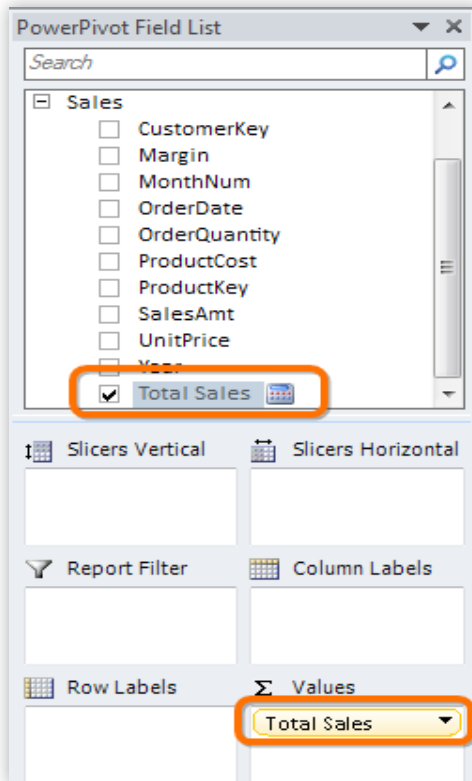 PowerPivot Field List
Search
Sales
CustomerKey
Margin
MonthNum
OrderDate
OrderQuantity
ProductCost
ProductKey
SalesAmt
UnitPrice
Year
Total Sales
Slicers Vertical Slicers Horizontal
Report Filter Column Labels
Row Labels Σ Values
Total Sales